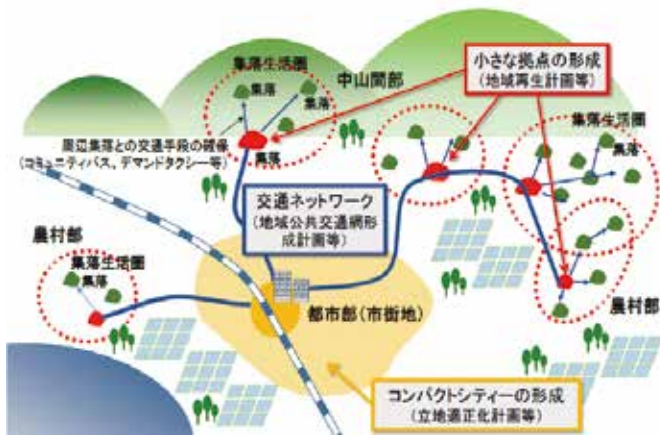 集落生活圏
集落
集落
中山間部
小さな拠点の形成
(地域再生計画等)
周辺集落との交通手段の確保
(コミュニティバス、デマンドタクシー等)
集落
集落生活圏
集落
交通ネットワーク
(地域公共交通網形
成計画等)
農村部
集落生活圏
集落
都市部(市街地)
農村部
コンパクトシティーの形成
(立地適正化計画等)